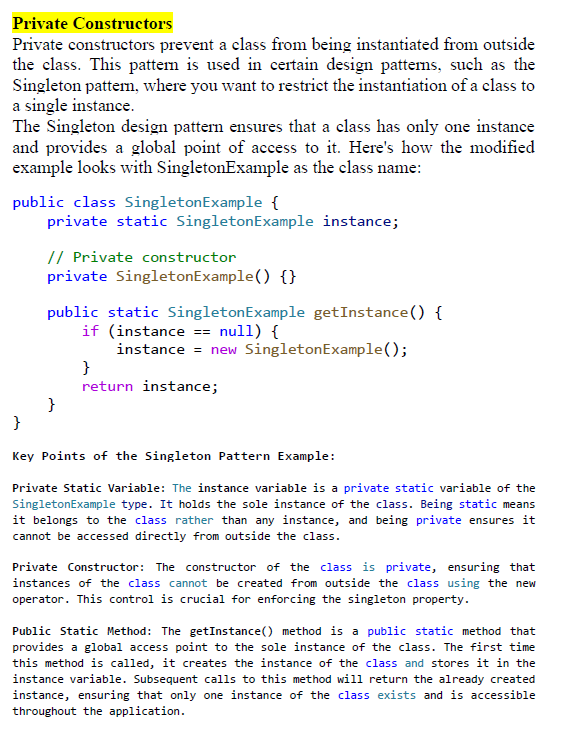 Private Constructors
Private constructors prevent a class from being instantiated from outside
the class. This pattern is used in certain design patterns, such as the
Singleton pattern, where you want to restrict the instantiation of a class to
a single instance.
The Singleton design pattern ensures that a class has only one instance
and provides a global point of access to it. Here's how the modified
example looks with SingletonExample as the class name:
public class SingletonExample {
    private static SingletonExample instance;
    // Private constructor
    private SingletonExample() {}
    public static SingletonExample getInstance() {
        if (instance == null) {
            instance = new SingletonExample();
        }
        return instance;
    }
}
Key Points of the Singleton Pattern Example:
Private Static Variable: The instance variable is a private static variable of the
SingletonExample type. It holds the sole instance of the class. Being static means
it belongs to the class rather than any instance, and being private ensures it
cannot be accessed directly from outside the class.
Private Constructor: The constructor of the class is private, ensuring that
instances of the class cannot be created from outside the class using the new
operator. This control is crucial for enforcing the singleton property.
Public Static Method: The getInstance() method is a public static method that
provides a global access point to the sole instance of the class. The first time
this method is called, it creates the instance of the class and stores it in the
instance variable. Subsequent calls to this method will return the already created
instance, ensuring that only one instance of the class exists and is accessible
throughout the application.